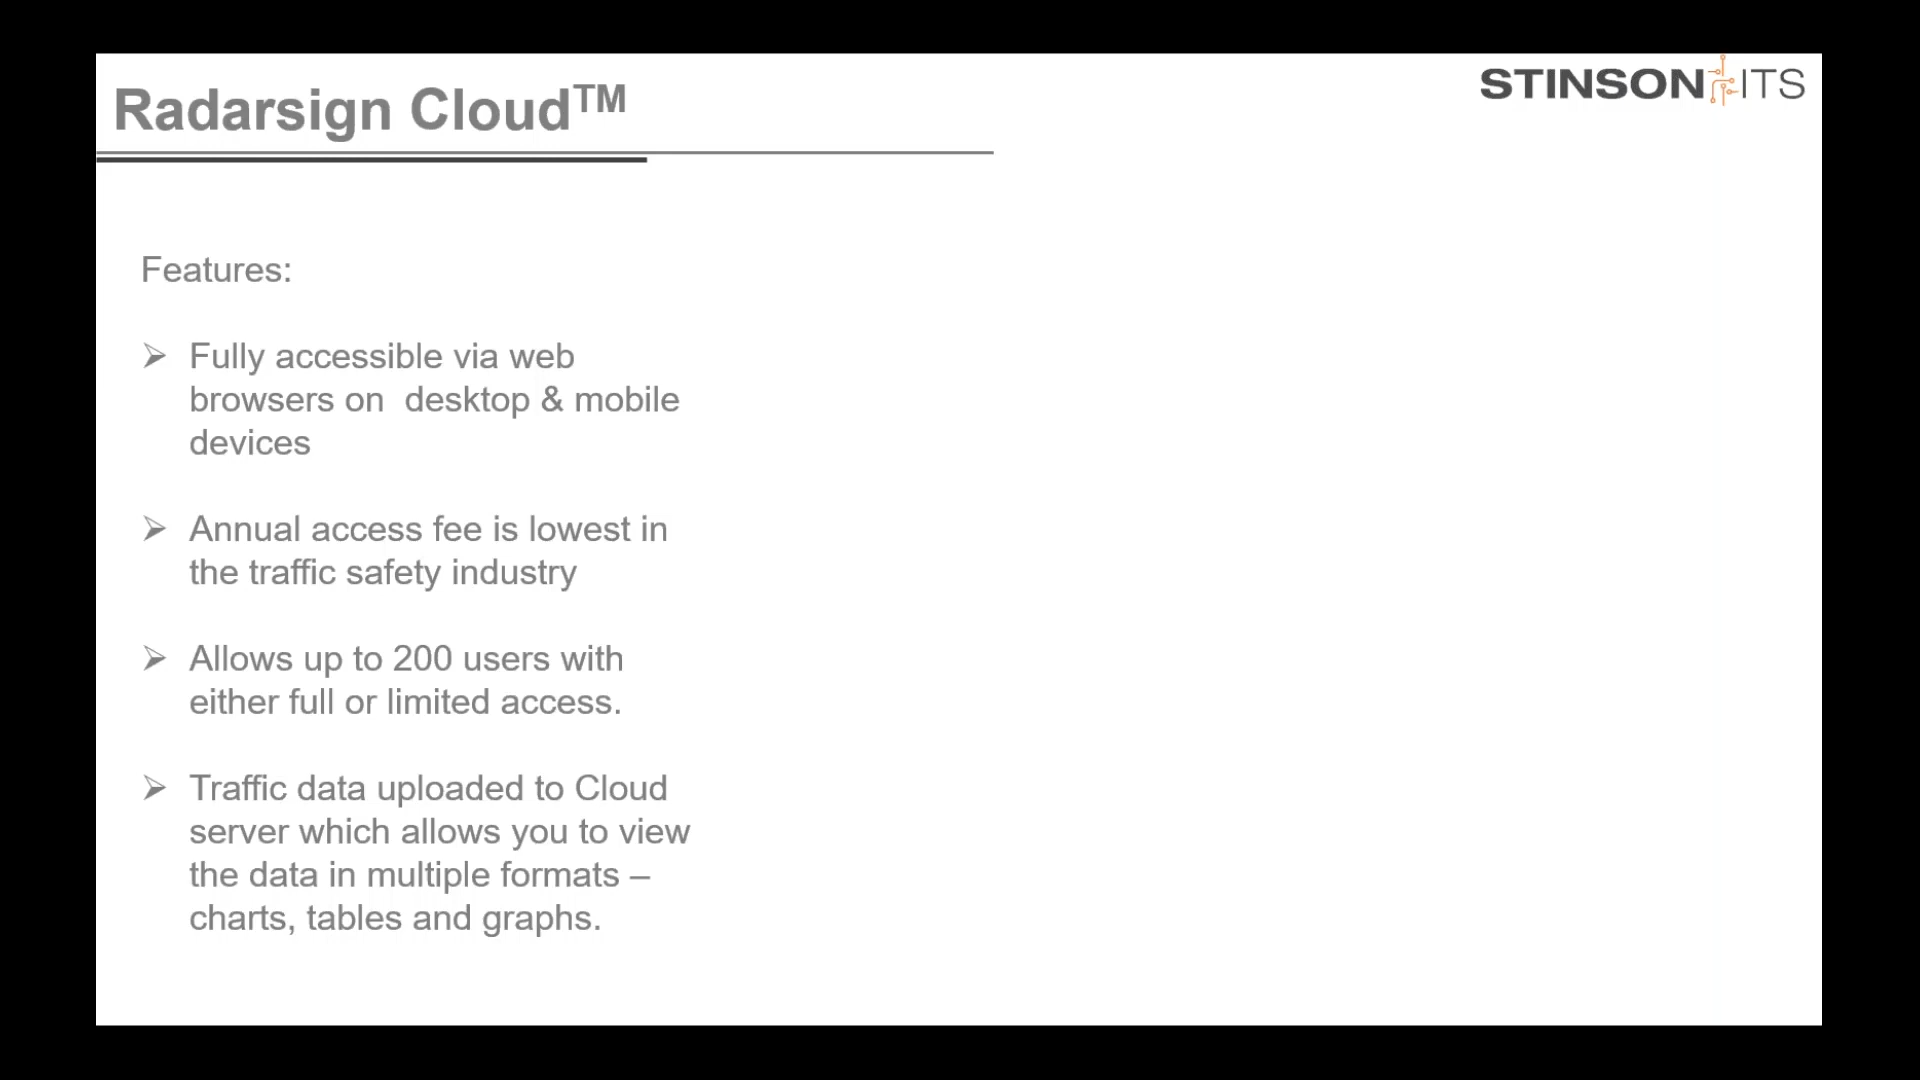 Radarsign Cloud™
STINSON ITS
Features:
➢ Fully accessible via web
browsers on  desktop & mobile
devices
➢ Annual access fee is lowest in
the traffic safety industry
➢ Allows up to 200 users with
either full or limited access.
➢ Traffic data uploaded to Cloud
server which allows you to view
the data in multiple formats –
charts, tables and graphs.